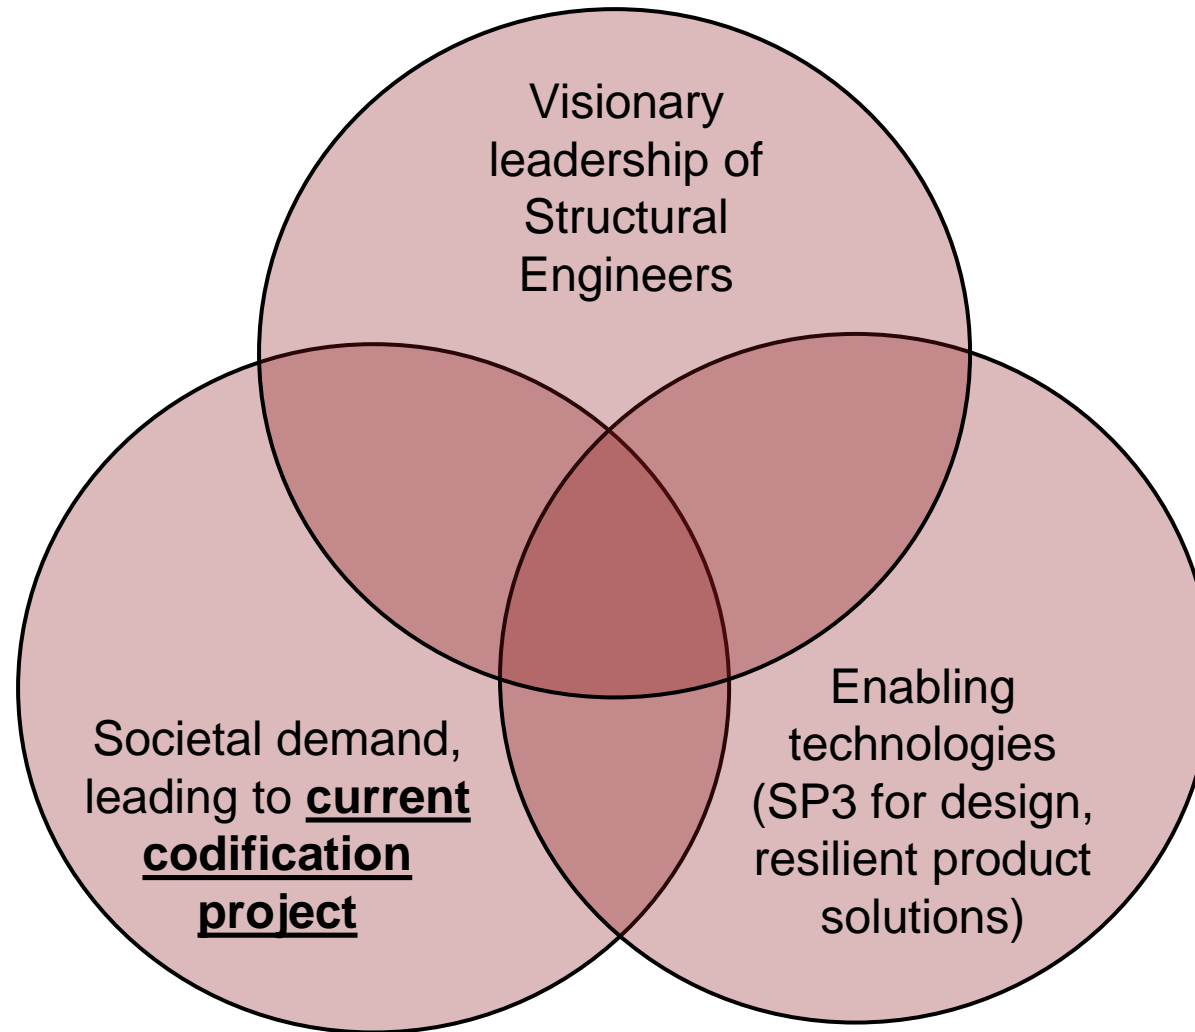 Visionary
leadership of
Structural
Engineers
Societal demand,
leading to current
codification
project
Enabling
technologies
(SP3 for design,
resilient product
solutions)